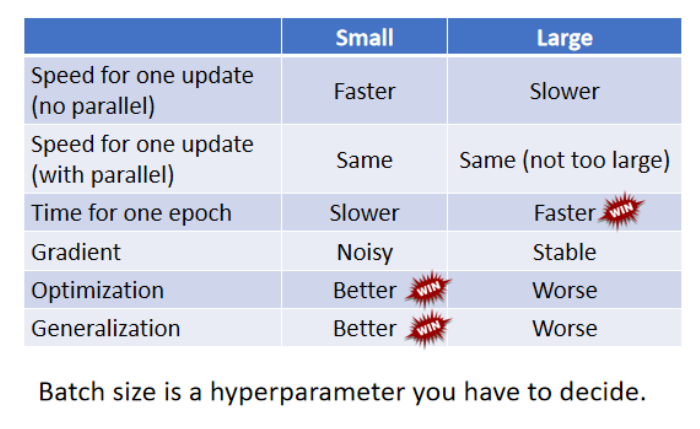 Small Large
Speed for one update
(no parallel) Faster Slower
Speed for one update
(with parallel) Same Same (not too large)
Time for one epoch Slower Faster WIN
Gradient Noisy Stable
Optimization Better WIN Worse
Generalization Better WIN Worse
Batch size is a hyperparameter you have to decide.